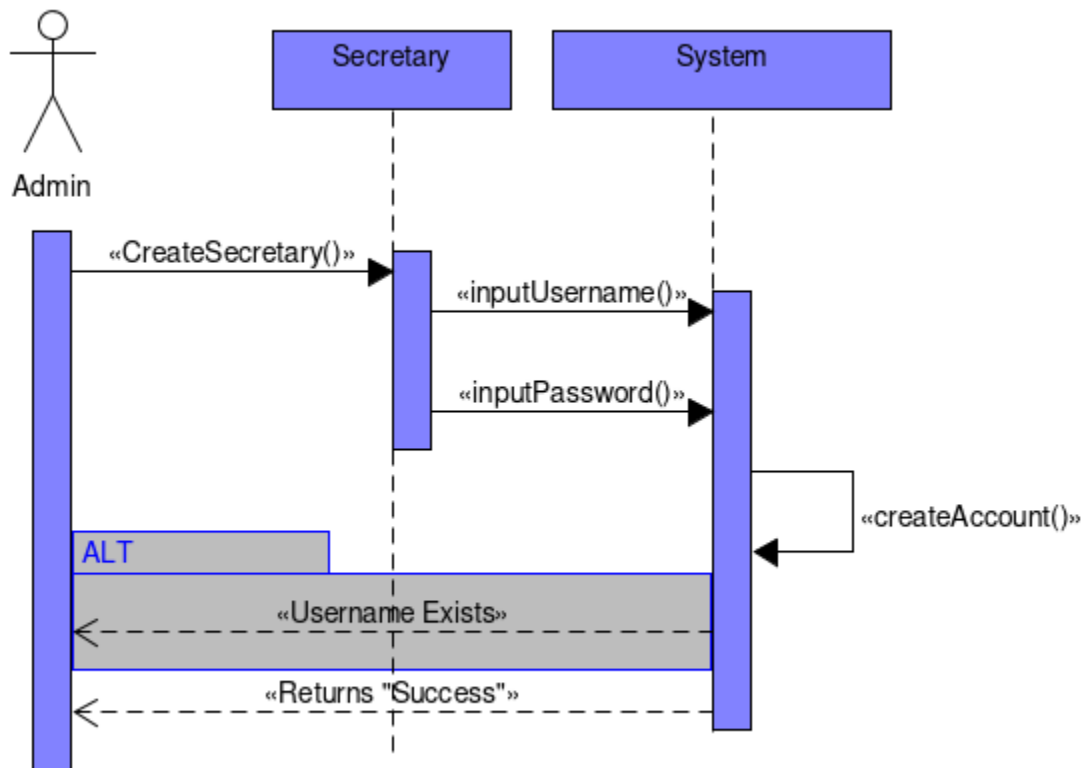 Secretary
System
Admin
«CreateSecretary()»
«inputUsername()»
«inputPassword()»
«createAccount()»
ALT
«Username Exists»
«Returns "Success"»